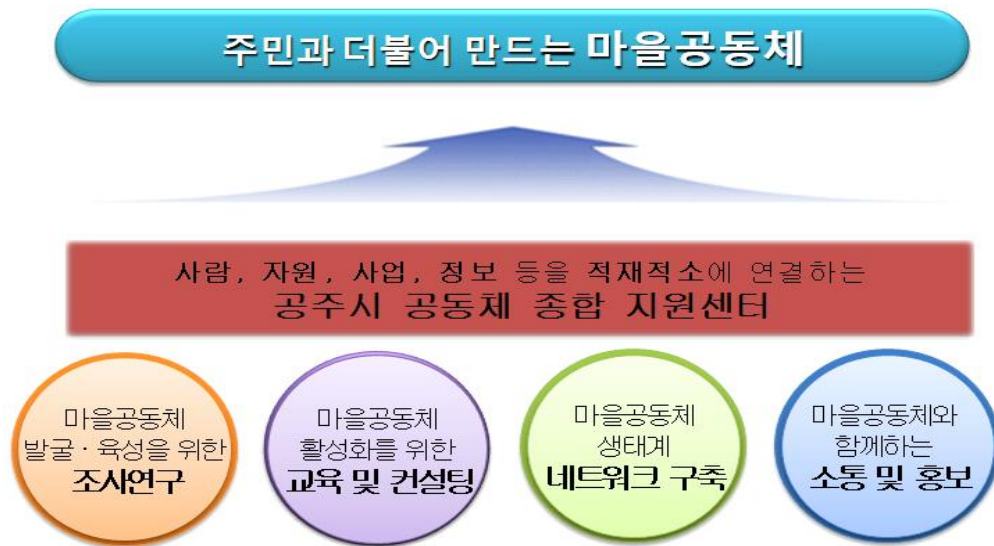 주민과 더불어 만드는 마을공동체
사람, 자원, 사업, 정보 등을 적재적소에 연결하는
공주시 공동체 종합 지원센터
마을공동체
발굴·육성을 위한
조사연구
마을공동체
활성화를 위한
교육 및 컨설팅
마을공동체
생태계
네트워크 구축
마을공동체와
함께하는
소통 및 홍보